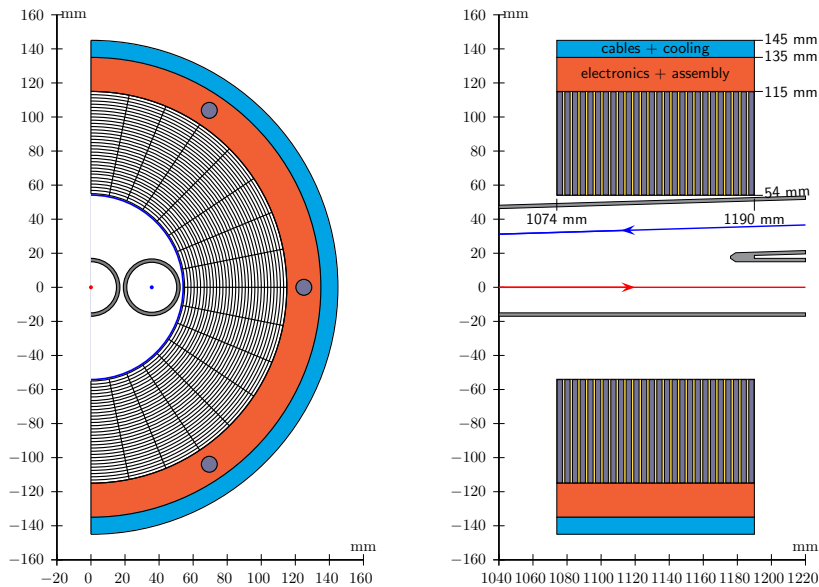 mm
160
140
120
100
80
60
40
20
0
−20
−40
−60
−80
−100
−120
−140
−160
−20 0 20 40 60 80 100 120 140 160
mm
mm
160
140
120
100
80
60
40
20
0
−20
−40
−60
−80
−100
−120
−140
−160
cables + cooling
electronics + assembly
145 mm
135 mm
115 mm
54 mm
1074 mm
1190 mm
1040 1060 1080 1100 1120 1140 1160 1180 1200 1220
mm